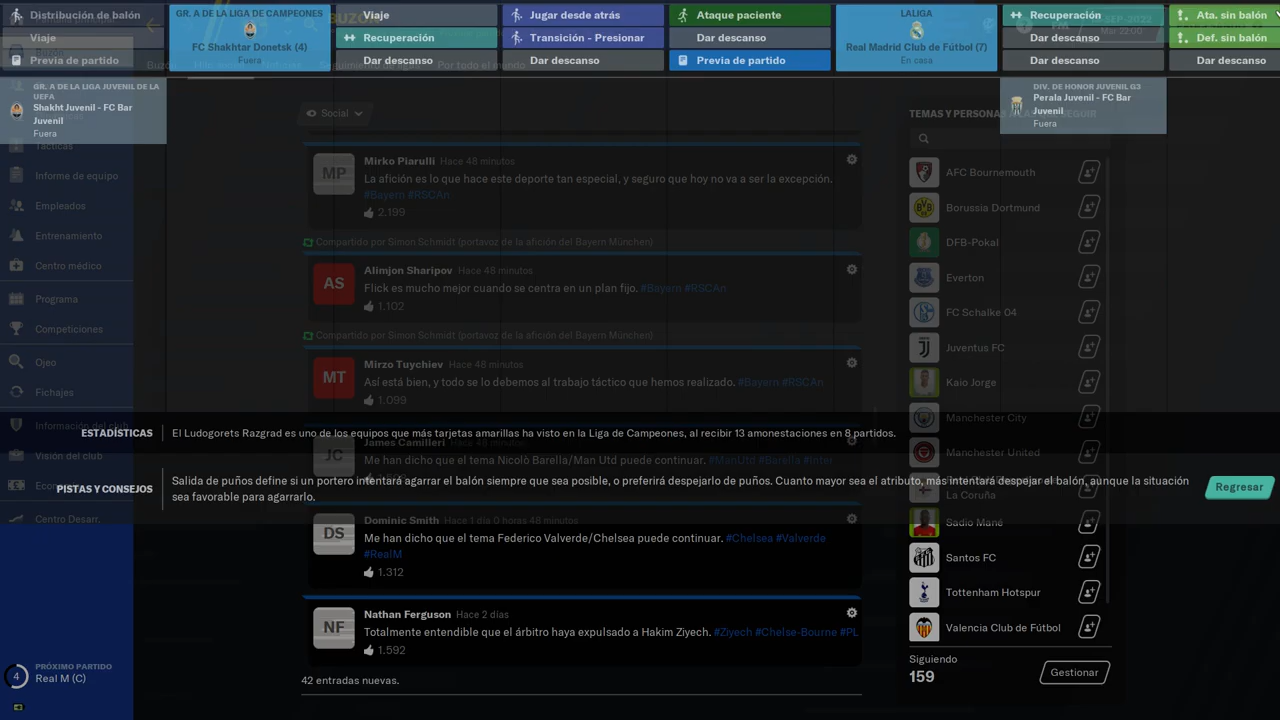 Distribución de balón
Viaje
Previa de partido
GR. A DE LA LIGA DE CAMPEONES
FC Shakhtar Donetsk (4)
Fuera
Viaje
Recuperación
Dar descanso
Jugar desde atrás
Transición - Presionar
Dar descanso
Ataque paciente
Dar descanso
Previa de partido
LALIGA
Real Madrid Club de Fútbol (7)
En casa
Recuperación
Dar descanso
Dar descanso
Ata. sin balón
Def. sin balón
Dar descanso
GR. A DE LA LIGA JUVENIL DE LA
UEFA
Shakht Juvenil - FC Bar
Juvenil
Fuera
DIV. DE HONOR JUVENIL G3
Perala Juvenil - FC Bar
Juvenil
Fuera
Tácticas
Informe de equipo
Empleados
Entrenamiento
Centro médico
Programa
Competiciones
Ojeo
Fichajes
Información del club
Visión del club
Centro Desarr.
PRÓXIMO PARTIDO
4
Real M (C)
Social
MP
Mirko Piarulli Hace 48 minutos
La afición es lo que hace este deporte tan especial, y seguro que hoy no va a ser la excepción.
#Bayern #RSCAn
2.199
Compartido por Simon Schmidt (portavoz de la afición del Bayern München)
AS
Alimjon Sharipov Hace 48 minutos
Flick es mucho mejor cuando se centra en un plan fijo. #Bayern #RSCAn
1.102
Compartido por Simon Schmidt (portavoz de la afición del Bayern München)
MT
Mirzo Tuychiev Hace 48 minutos
Así está bien, y todo se lo debemos al trabajo táctico que hemos realizado. #Bayern #RSCAn
1.099
ESTADÍSTICAS
El Ludogorets Razgrad es uno de los equipos que más tarjetas amarillas ha visto en la Liga de Campeones, al recibir 13 amonestaciones en 8 partidos.
JC
James Camilleri Hace 48 minutos
Me han dicho que el tema Nicolò Barella/Man Utd puede continuar. #ManUtd #Barella #Inter
PISTAS Y CONSEJOS
Salida de puños define si un portero intentará agarrar el balón siempre que sea posible, o preferirá despejarlo de puños. Cuanto mayor sea el atributo, más intentará despejar el balón, aunque la situación
sea favorable para agarrarlo.
Regresar
DS
Dominic Smith Hace 1 día 0 horas 48 minutos
Me han dicho que el tema Federico Valverde/Chelsea puede continuar. #Chelsea #Valverde
#RealM
1.312
NF
Nathan Ferguson Hace 2 días
Totalmente entendible que el árbitro haya expulsado a Hakim Ziyech. #Ziyech #Chelse-Bourne #PL
1.592
42 entradas nuevas.
AFC Bournemouth
Borussia Dortmund
DFB-Pokal
Everton
FC Schalke 04
Juventus FC
Kaio Jorge
Manchester City
Manchester United
La Coruña
Sadio Mané
Santos FC
Tottenham Hotspur
Valencia Club de Fútbol
Siguiendo
159
Gestionar